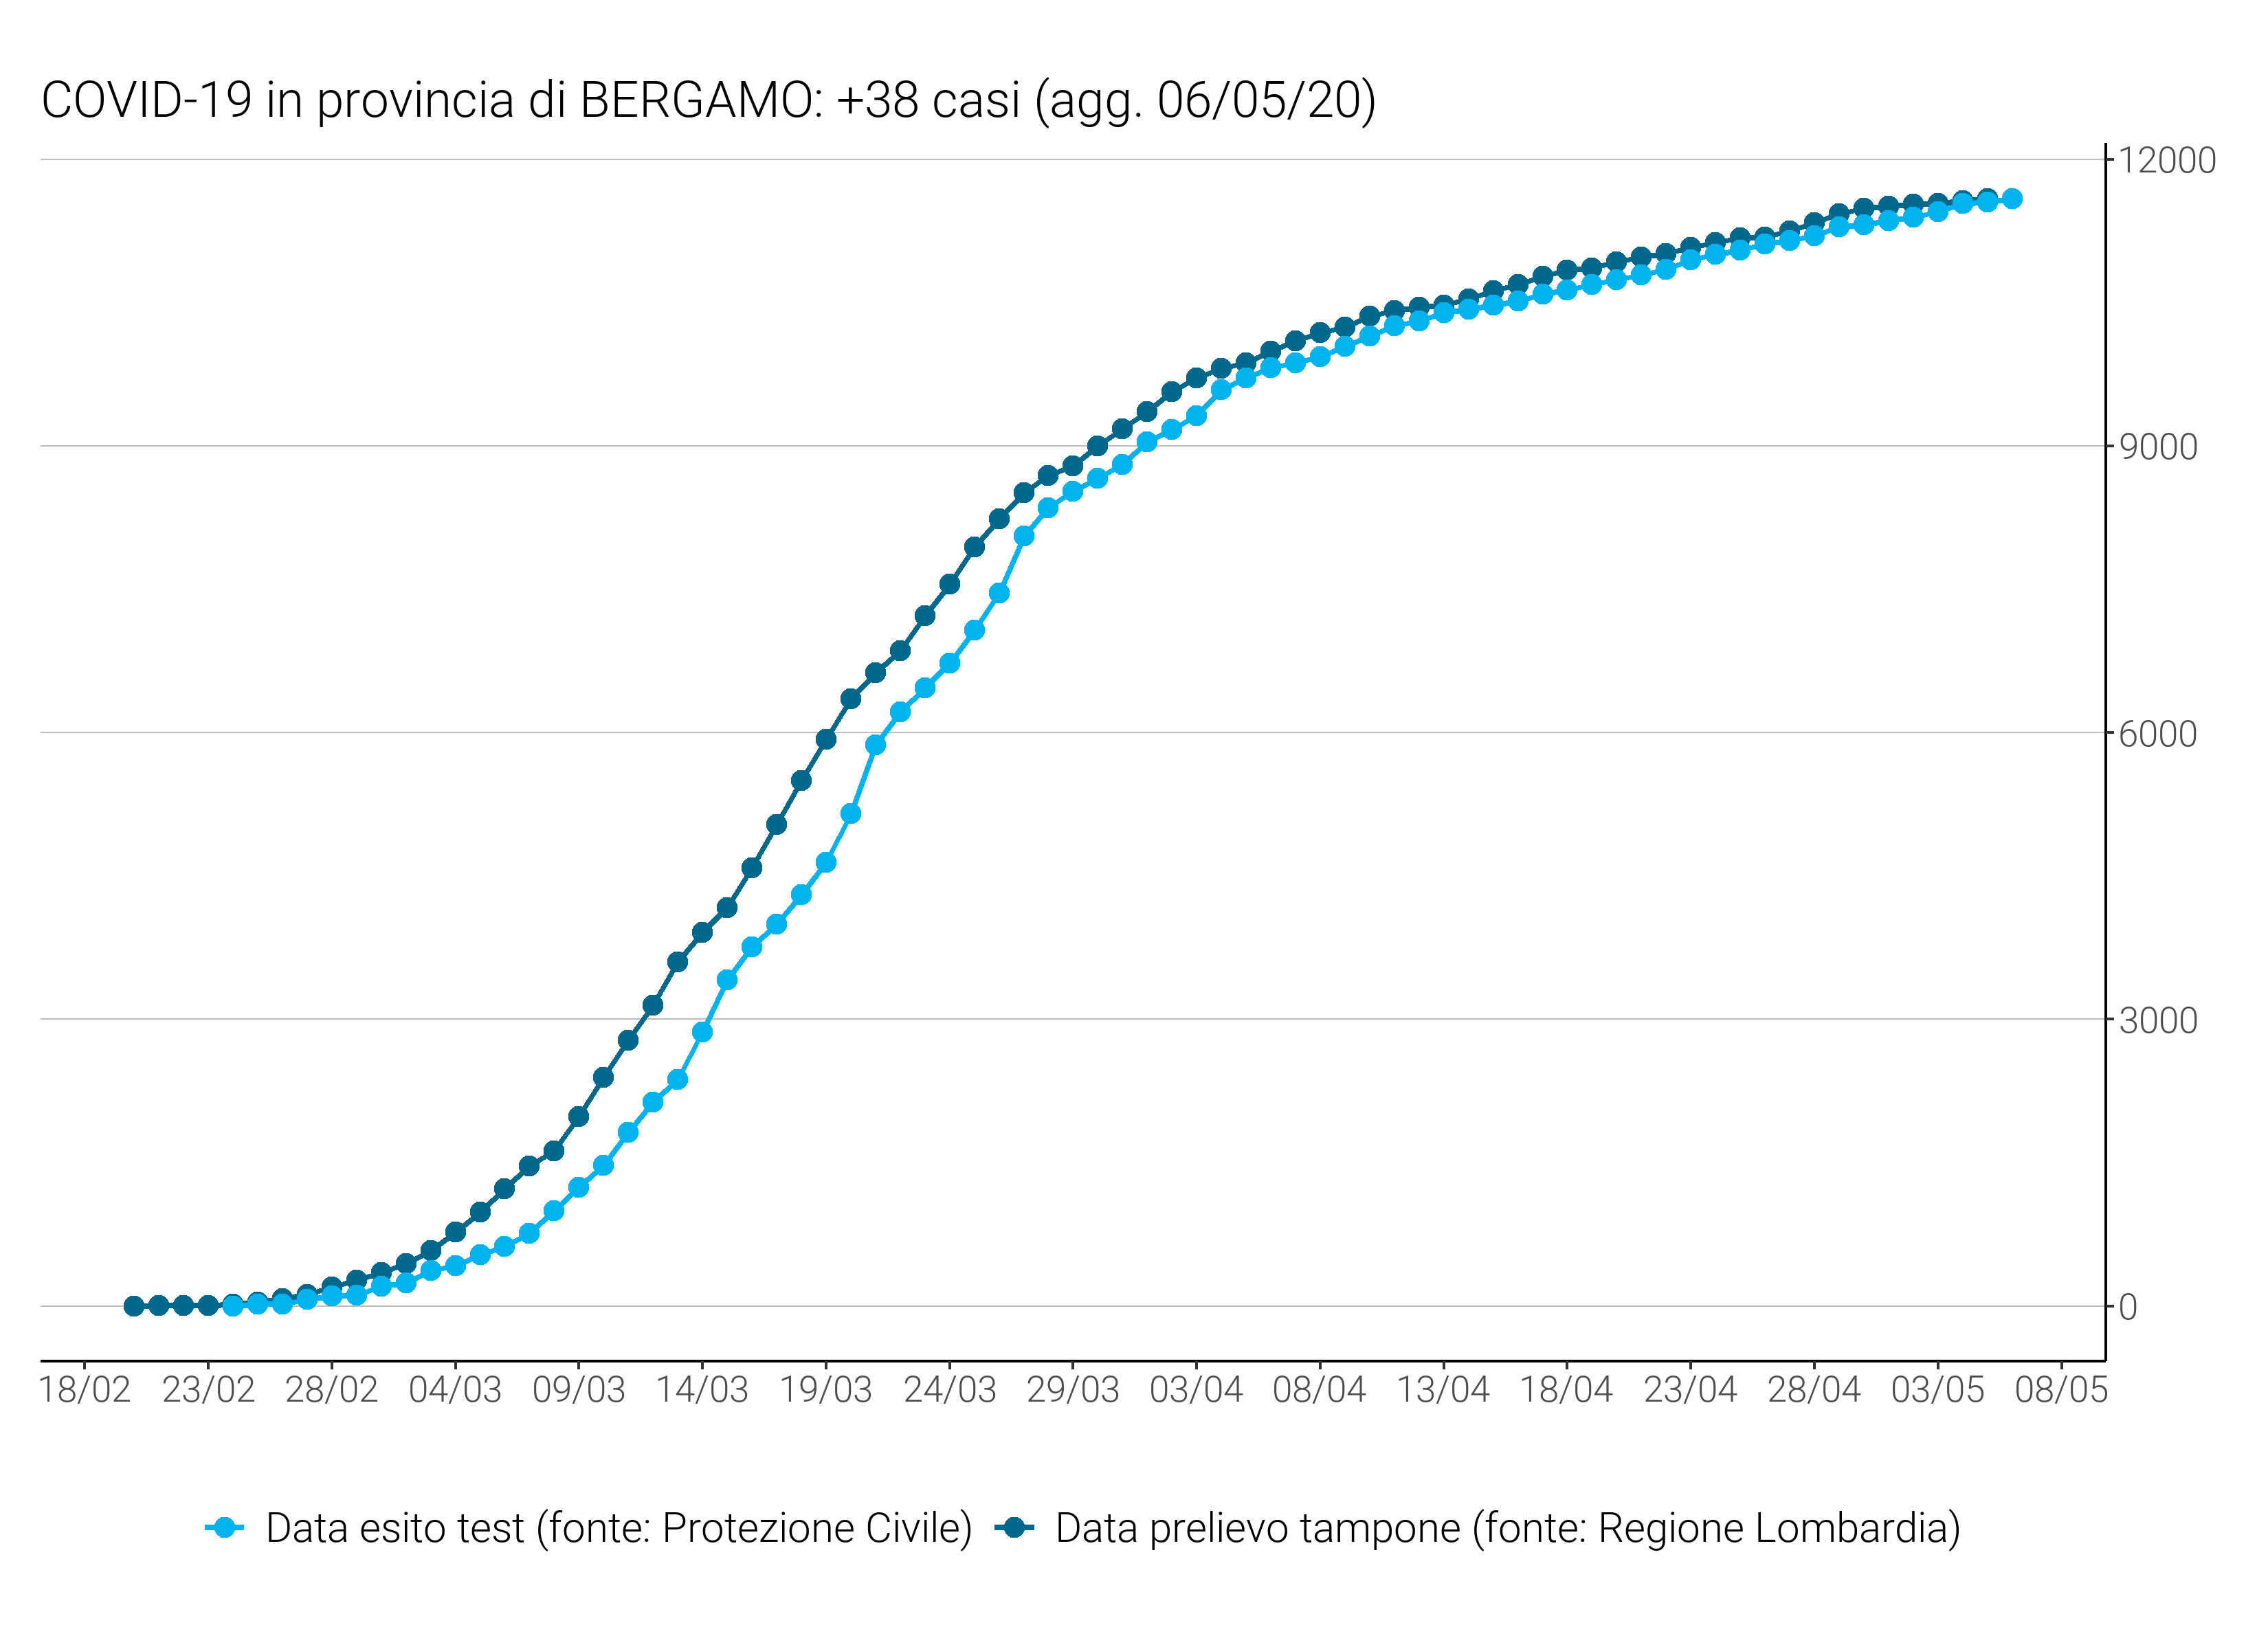 COVID-19 in provincia di BERGAMO: +38 casi (agg. 06/05/20)
12000
9000
6000
3000
0
18/02 23/02 28/02 04/03 09/03 14/03 19/03 24/03 29/03 03/04 08/04 13/04 18/04 23/04 28/04 03/05 08/05
Data esito test (fonte: Protezione Civile) Data prelievo tampone (fonte: Regione Lombardia)